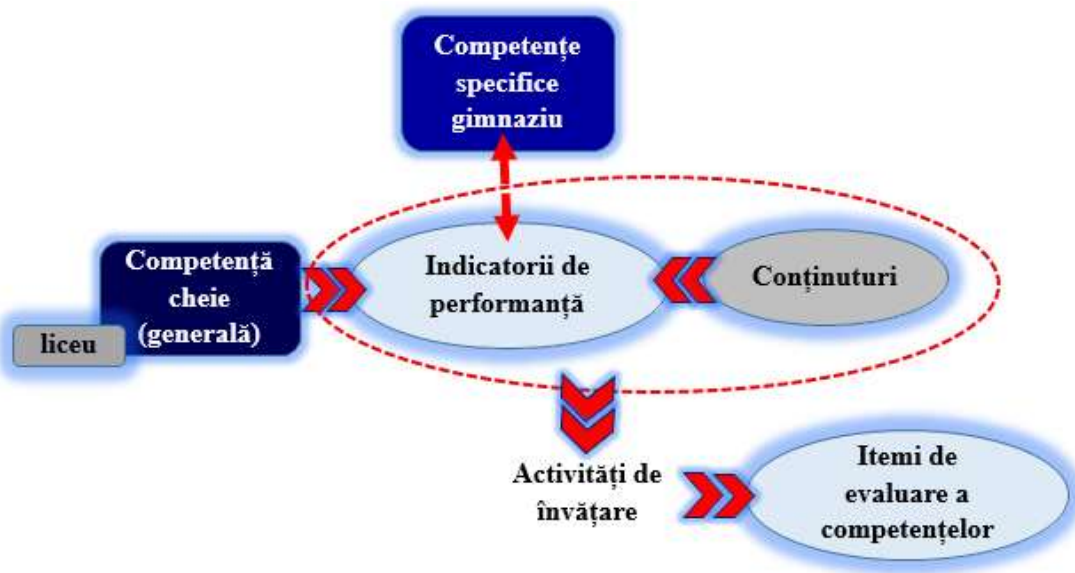 Competențe
specifice
gimnaziu
Competență
cheie
(generală)
liceu
Indicatorii de
performanță
Conținuturi
Activități de
învățare
Itemi de
evaluare a
competențelor